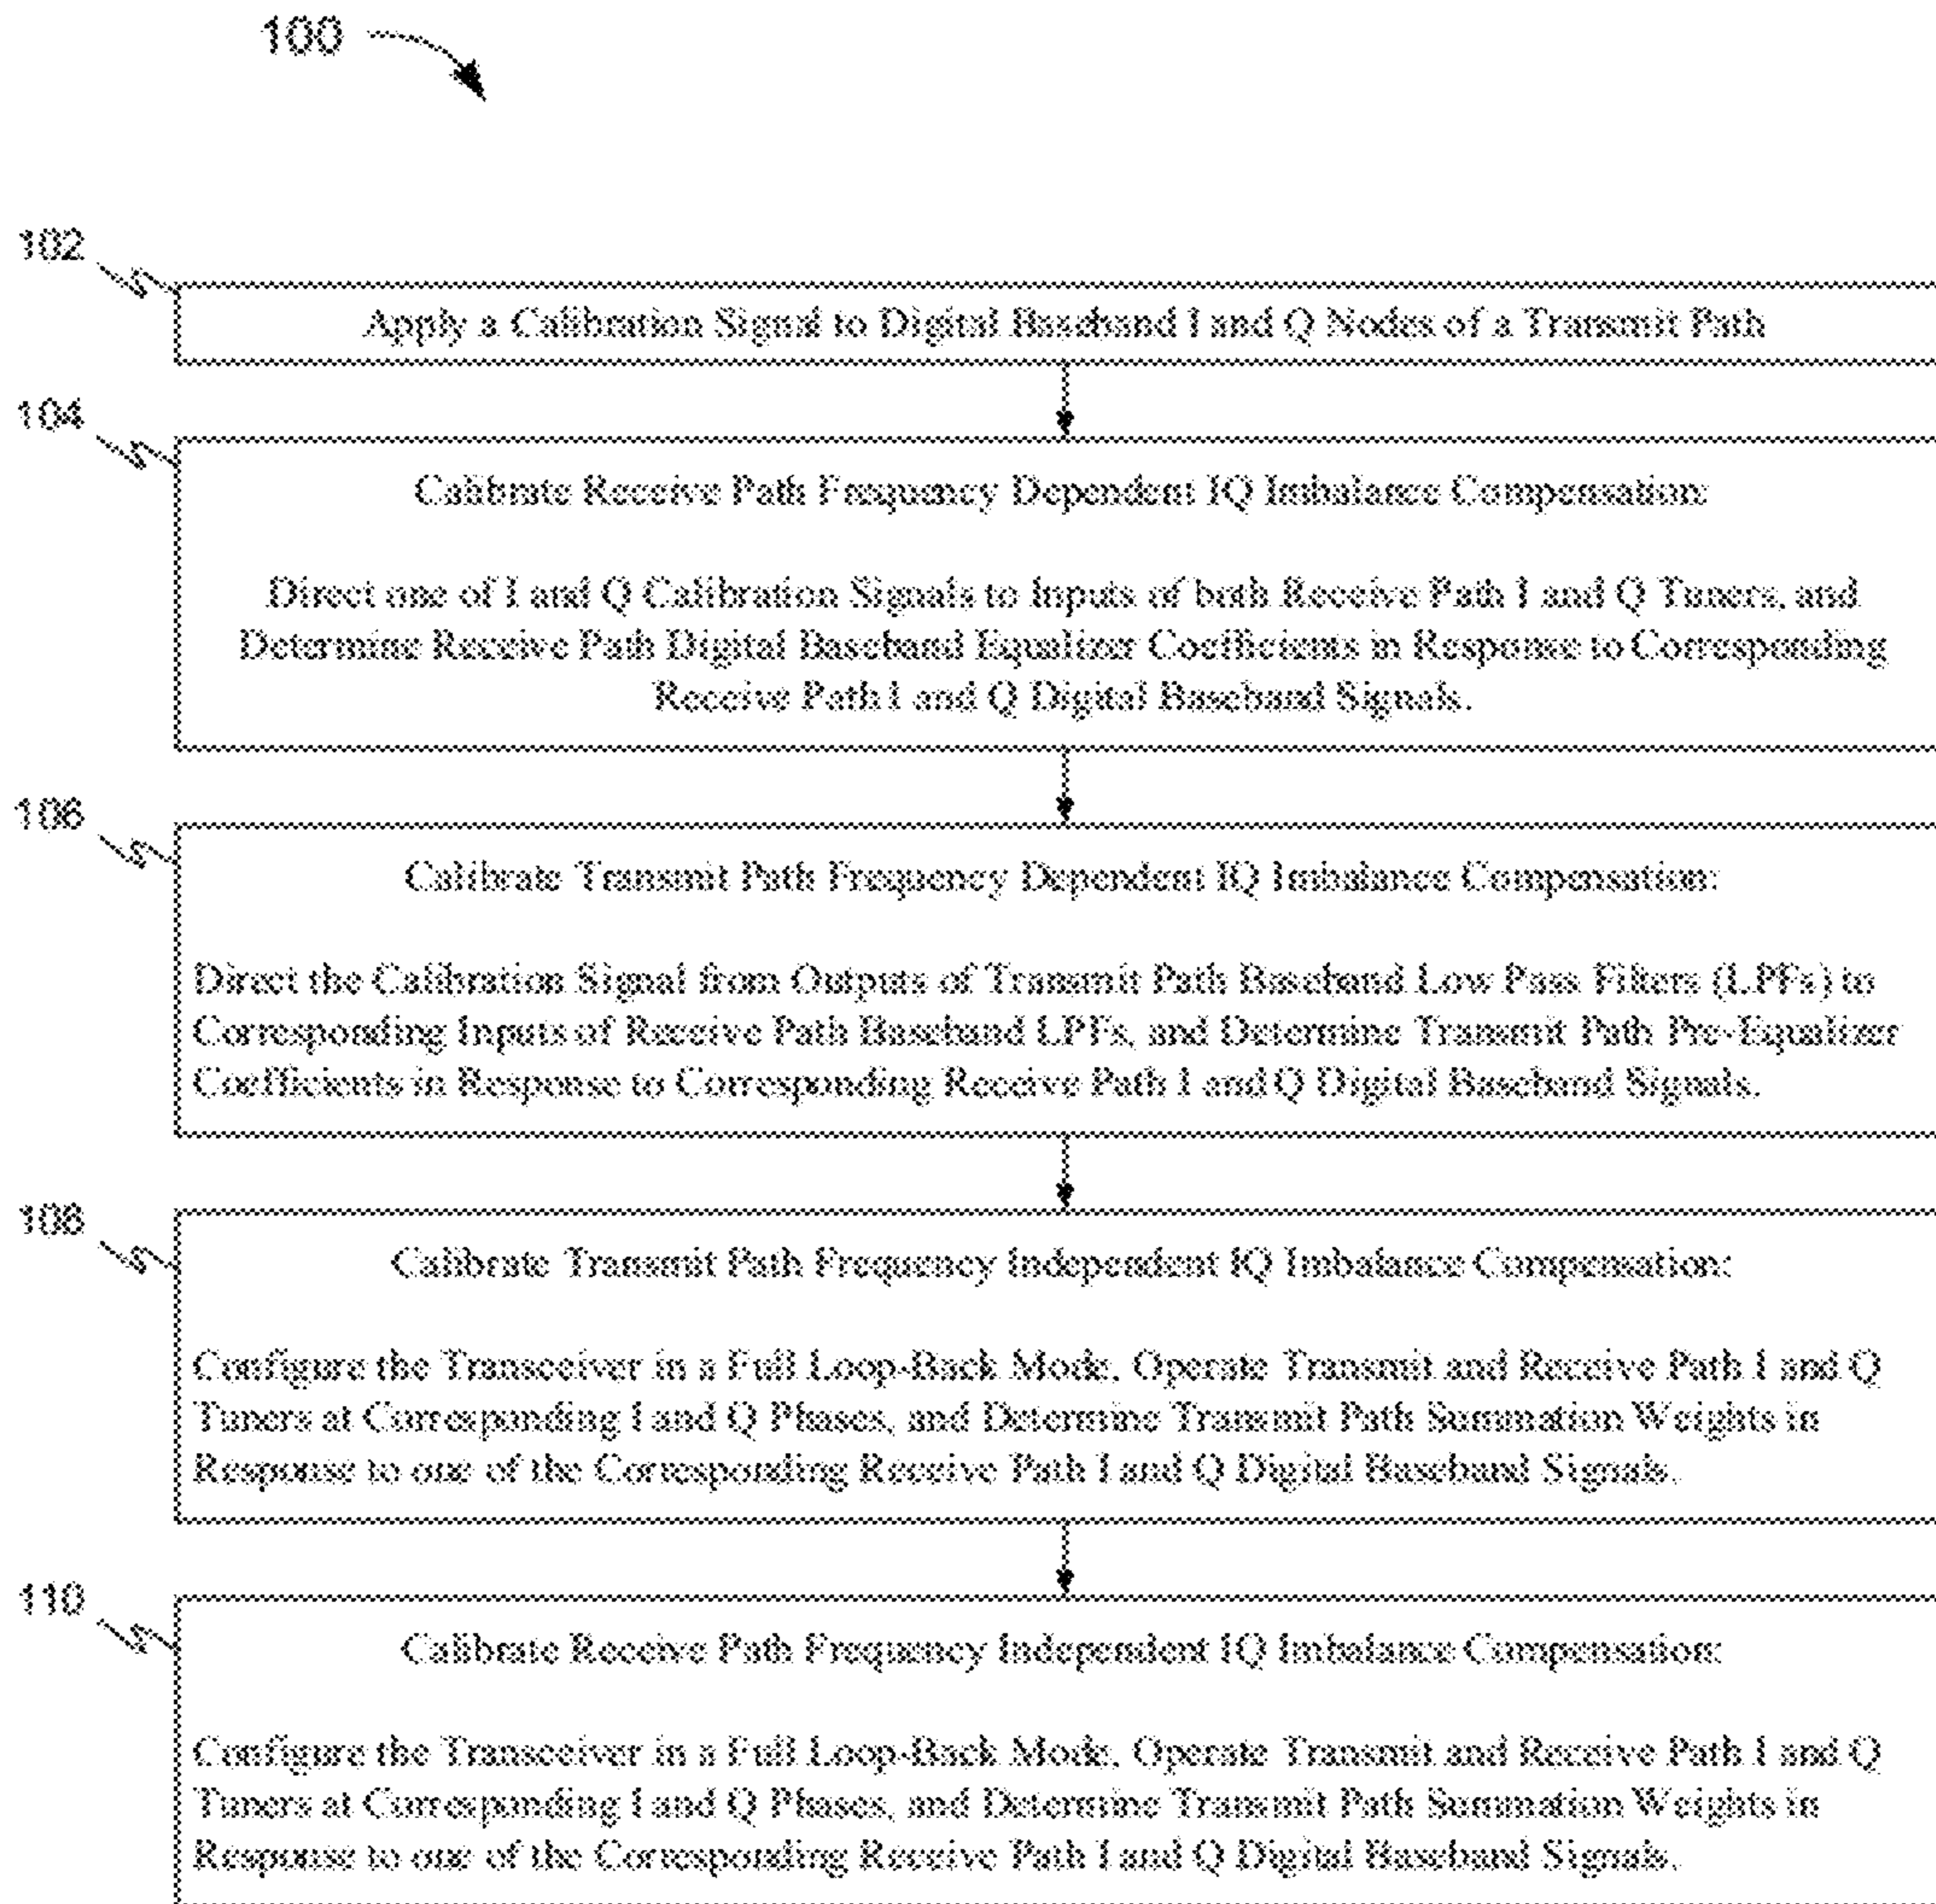 100
102
Apply a Calibration Signal to Digital Baseband I and Q Nodes of a Transmit Path
104
Calibrate Receive Path Frequency Dependent IQ Imbalance Compensation:
Direct one of I and Q Calibration Signals to Inputs of both Receive Path I and Q Tuners, and
Determine Receive Path Digital Baseband Equalizer Coefficients in Response to Corresponding
Receive Path I and Q Digital Baseband Signals.
106
Calibrate Transmit Path Frequency Dependent IQ Imbalance Compensation:
Direct the Calibration Signal from Outputs of Transmit Path Baseband Low Pass Filters (LPFs) to
Corresponding Inputs of Receive Path Baseband LPFs, and Determine Transmit Path Pre-Equalizer
Coefficients in Response to Corresponding Receive Path I and Q Digital Baseband Signals.
108
Calibrate Transmit Path Frequency Independent IQ Imbalance Compensation:
Configure the Transceiver in a Full Loop-Back Mode, Operate Transmit and Receive Path I and Q
Tuners at Corresponding I and Q Phases, and Determine Transmit Path Summation Weights in
Response to one of the Corresponding Receive Path I and Q Digital Baseband Signals.
110
Calibrate Receive Path Frequency Independent IQ Imbalance Compensation:
Configure the Transceiver in a Full Loop-Back Mode, Operate Transmit and Receive Path I and Q
Tuners at Corresponding I and Q Phases, and Determine Transmit Path Summation Weights in
Response to one of the Corresponding Receive Path I and Q Digital Baseband Signals.